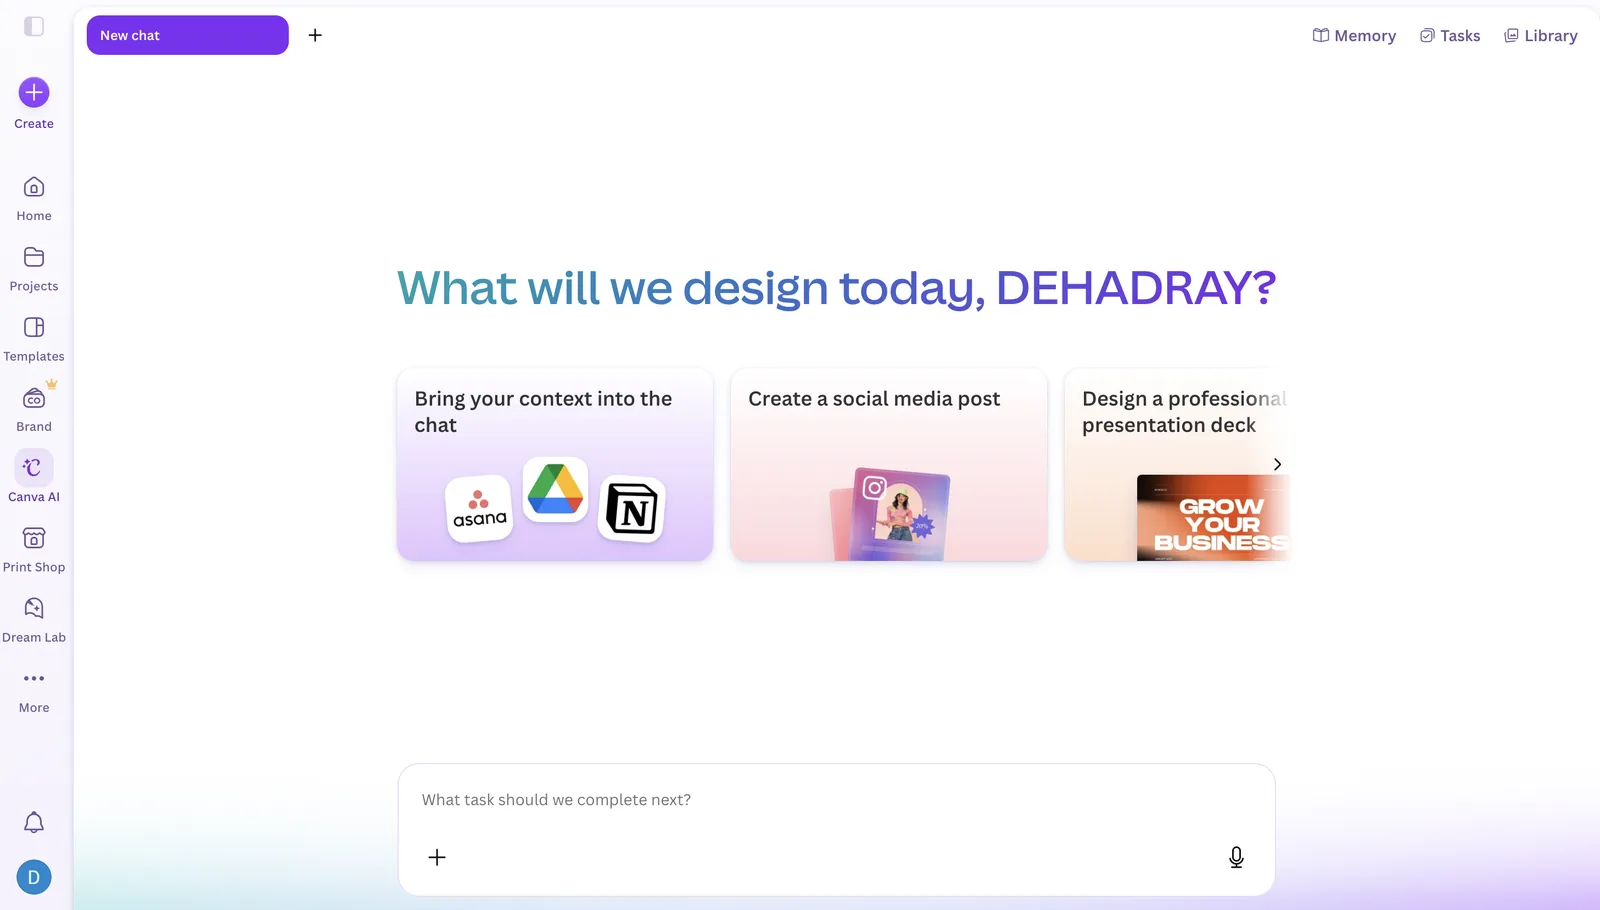 New chat
Memory
Tasks
Library
Create
Home
Projects
Templates
CO
Brand
Canva AI
Print Shop
Dream Lab
More
D
What will we design today, DEHADRAY?
Bring your context into the
chat
asana
N
Create a social media post
20%
Design a professional
presentation deck
GROW
YOUR
BUSINESS
What task should we complete next?